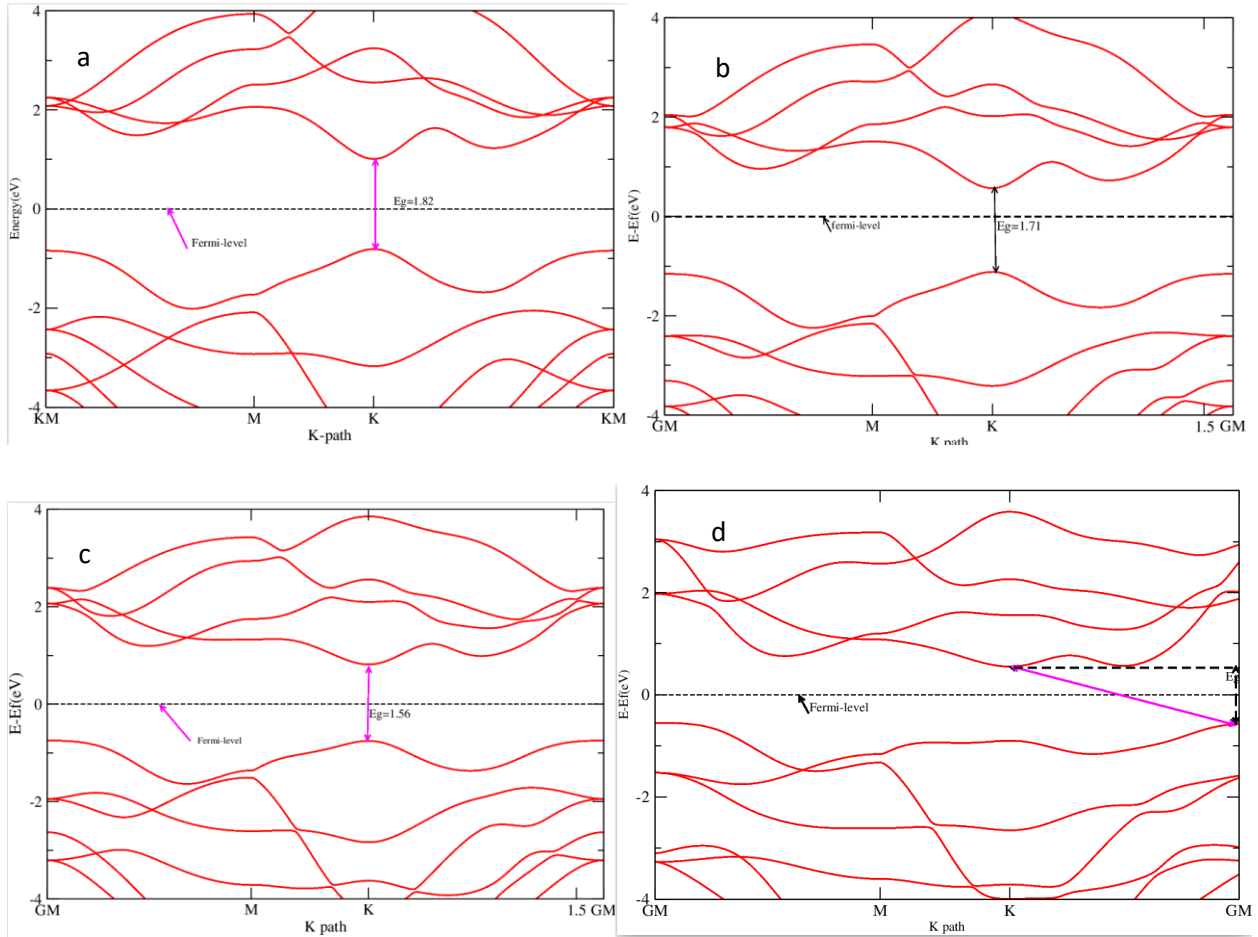 a
4
2
0
-2
-4
Energy(eV)
Eg=1.82
Fermi-level
KM M K KM
K-path
b
4
2
0
-2
-4
E-Ef(eV)
Eg=1.71
fermi-level
GM M K 1.5 GM
K path
c
4
2
0
-2
-4
E-Ef(eV)
Eg=1.56
Fermi-level
GM M K 1.5 GM
K path
d
4
2
0
-2
-4
E-Ef(eV)
Fermi-level
GM M K GM
K path